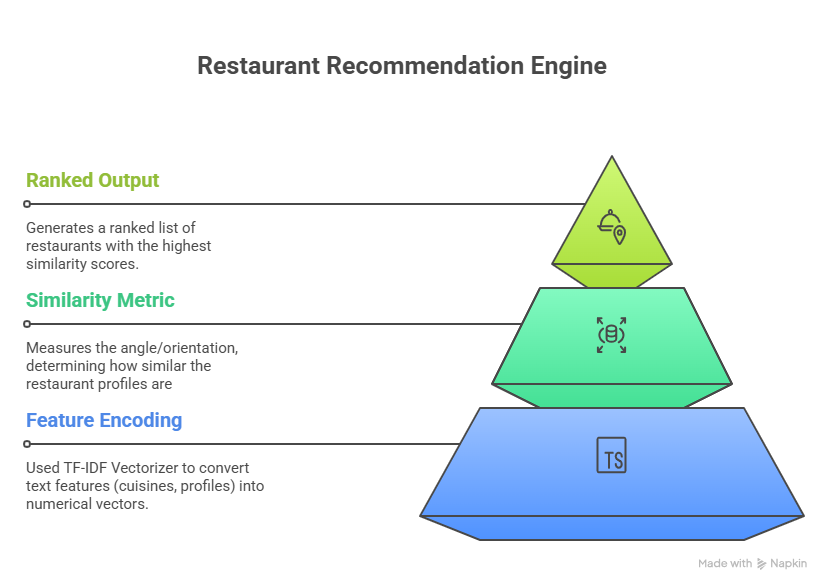 Restaurant Recommendation Engine
Ranked Output
Generates a ranked list of
restaurants with the highest
similarity scores.
Similarity Metric
Measures the angle/orientation,
determining how similar the
restaurant profiles are
Feature Encoding
Used TF-IDF Vectorizer to convert
text features (cuisines, profiles) into
numerical vectors.
TS
Made with Napkin